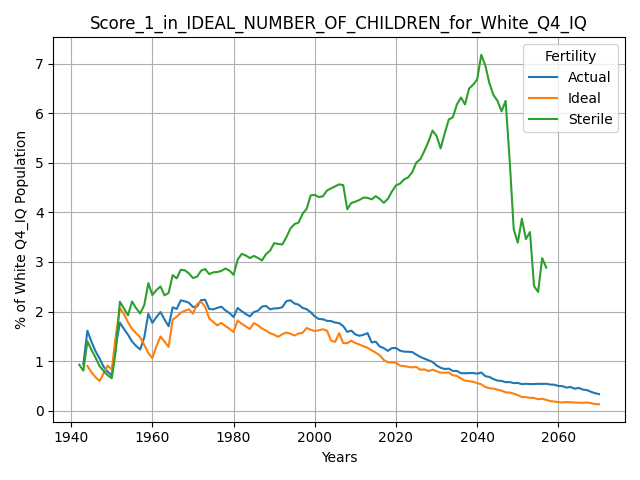 Score_1_in_IDEAL_NUMBER_OF_CHILDREN_for_White_Q4_IQ
Fertility
Actual
Ideal
Sterile
% of White Q4_IQ Population
7
6
5
4
3
2
1
0
1940
1960
1980
2000
2020
2040
2060
Years